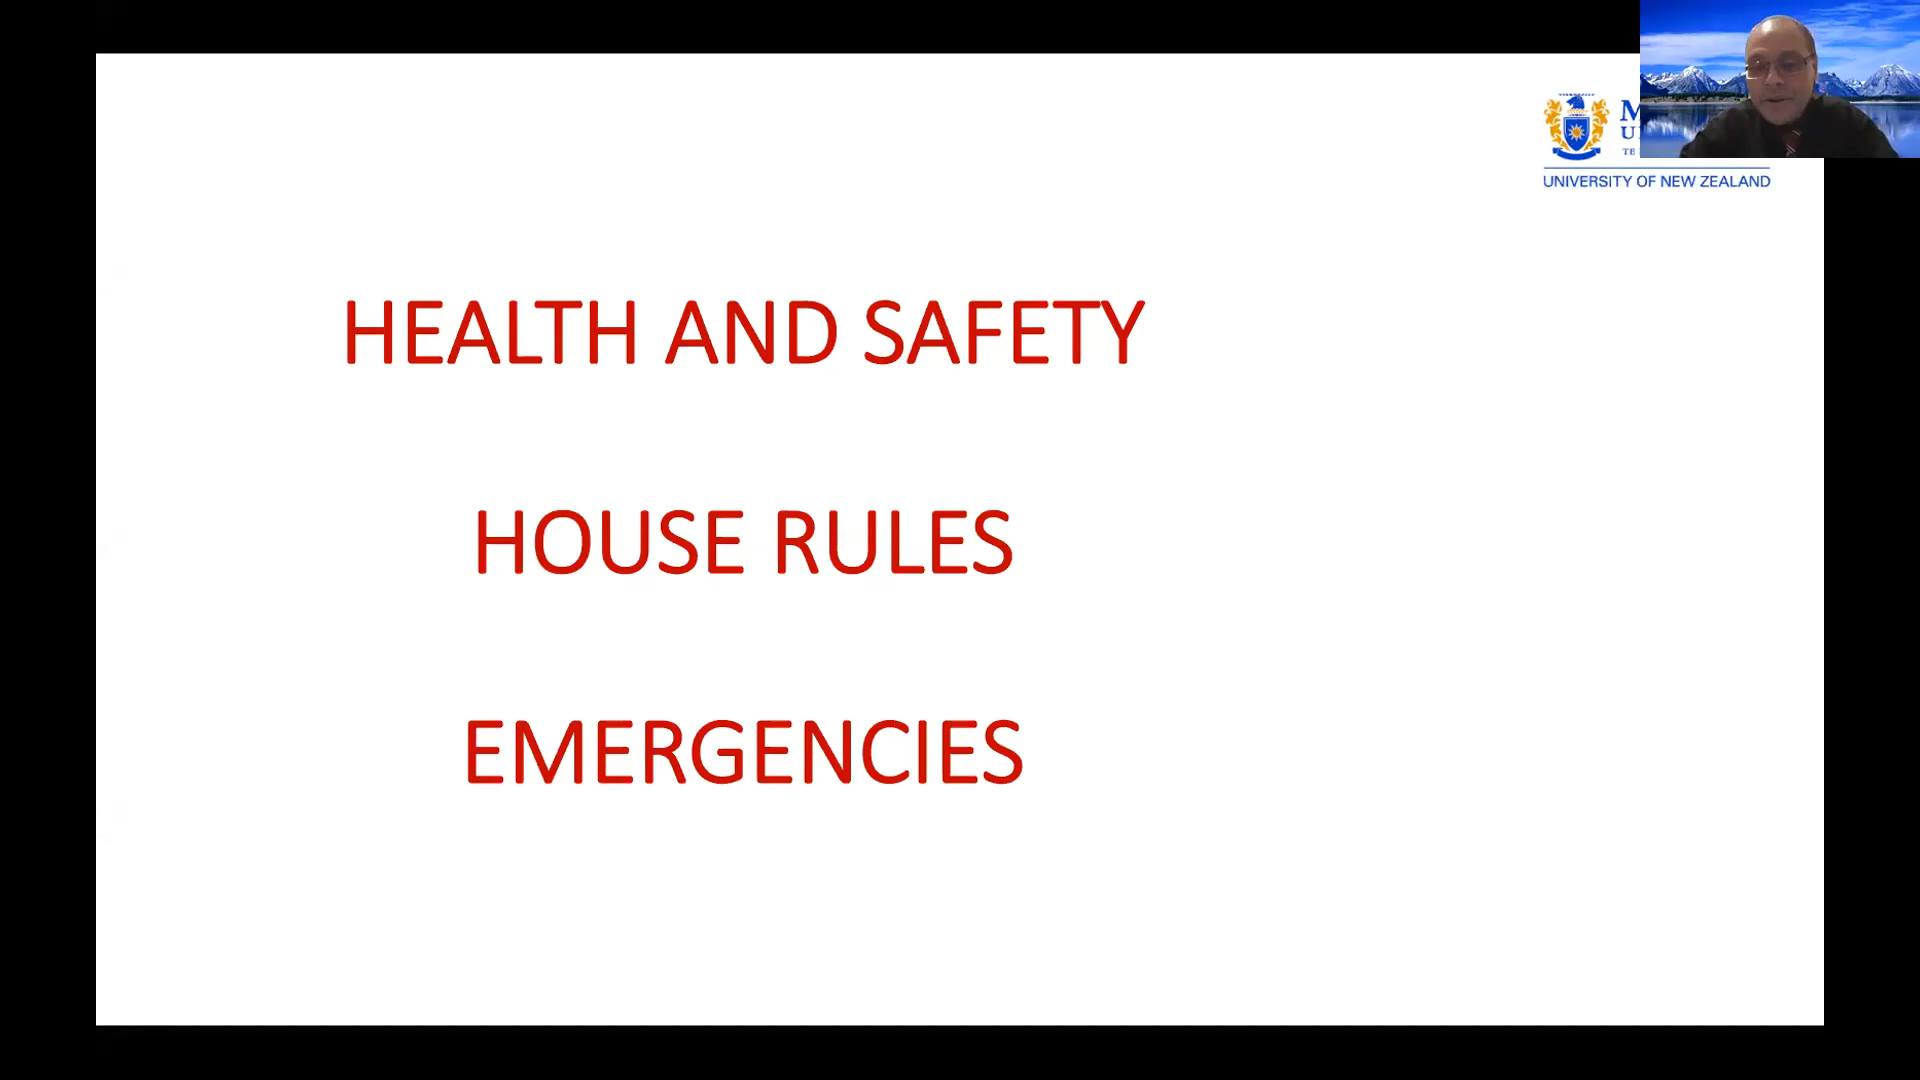 UNIVERSITY OF NEW ZEALAND
HEALTH AND SAFETY
HOUSE RULES
EMERGENCIES